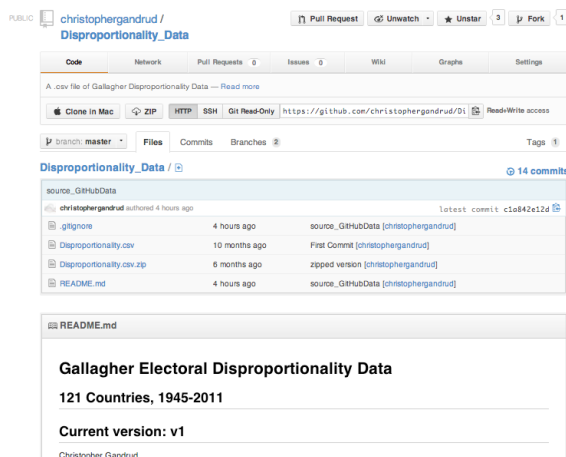 PUBLIC christophergandrud / Pull Request Unwatch Unstar 3 Fork 1
Disproportionality_Data
Code Network Pull Requests 0 Issues 0 Wiki Graphs Settings
A .csv file of Gallagher Disproportionality Data — Read more
Clone in Mac ZIP HTTP SSH Git Read-Only https://github.com/christophergandrud/Di Read+Write access
branch: master Files Commits Branches 2 Tags 1
Disproportionality_Data / 14 commits
source_GitHubData
christophergandrud authored 4 hours ago latest commit c1a842e12d
.gitignore 4 hours ago source_GitHubData [christophergandrud]
Disproportionality.csv 10 months ago First Commit [christophergandrud]
Disproportionality.csv.zip 6 months ago zipped version [christophergandrud]
README.md 4 hours ago source_GitHubData [christophergandrud]
README.md
Gallagher Electoral Disproportionality Data
121 Countries, 1945-2011
Current version: v1
Christopher Gandrud